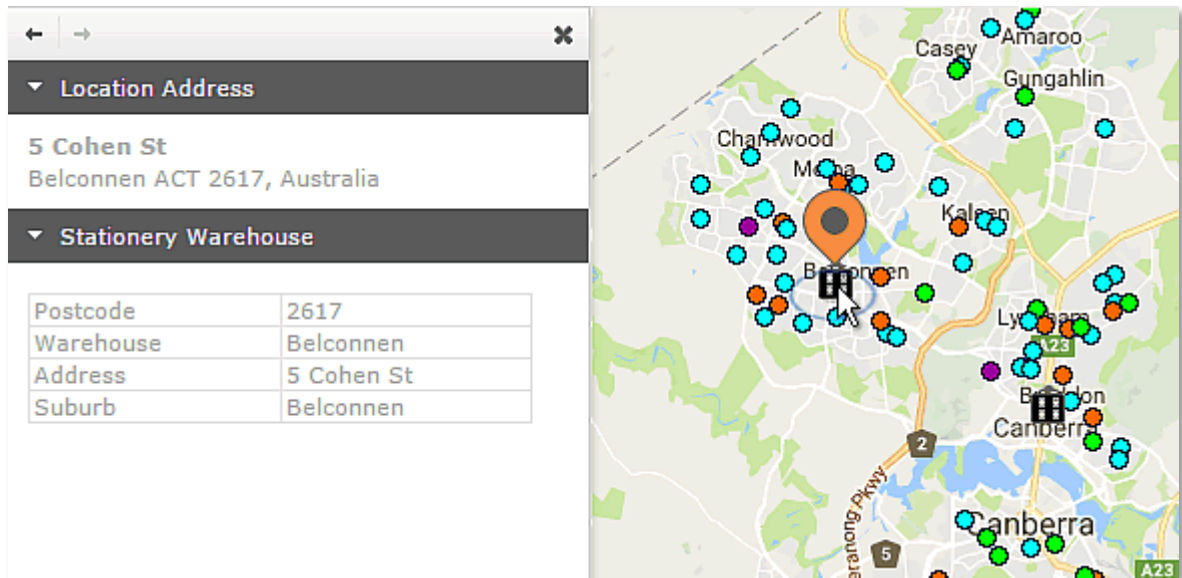 Location Address
5 Cohen St
Belconnen ACT 2617, Australia
Stationery Warehouse
Postcode 2617
Warehouse Belconnen
Address 5 Cohen St
Suburb Belconnen
Amaroo
Casey
Gungahlin
Charnwood
Kaleen
Belconnen
A23
Canberra
2
Canberra
5
A23